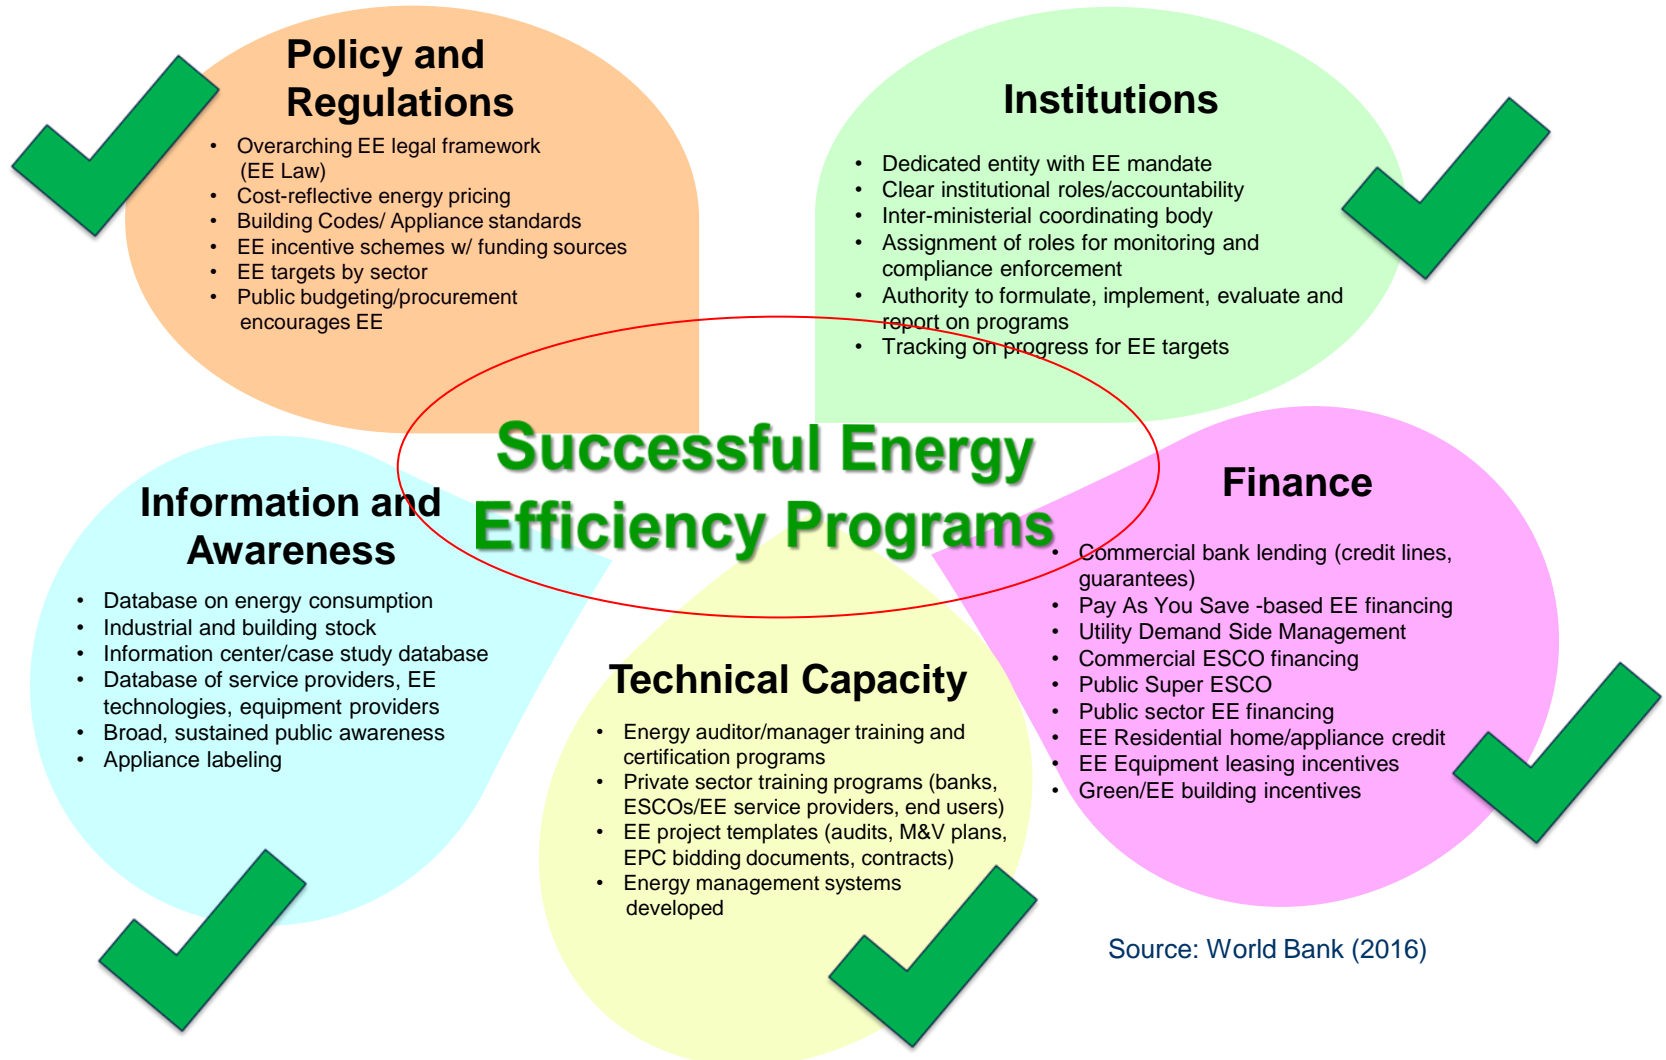 Policy and
Regulations
• Overarching EE legal framework
(EE Law)
• Cost-reflective energy pricing
• Building Codes/ Appliance standards
• EE incentive schemes w/ funding sources
• EE targets by sector
• Public budgeting/procurement
encourages EE
Institutions
• Dedicated entity with EE mandate
• Clear institutional roles/accountability
• Inter-ministerial coordinating body
• Assignment of roles for monitoring and
compliance enforcement
• Authority to formulate, implement, evaluate and
report on programs
• Tracking on progress for EE targets
Successful Energy
Efficiency Programs
Information and
Awareness
• Database on energy consumption
• Industrial and building stock
• Information center/case study database
• Database of service providers, EE
technologies, equipment providers
• Broad, sustained public awareness
• Appliance labeling
Technical Capacity
• Energy auditor/manager training and
certification programs
• Private sector training programs (banks,
ESCOs/EE service providers, end users)
• EE project templates (audits, M&V plans,
EPC bidding documents, contracts)
• Energy management systems
developed
Finance
• Commercial bank lending (credit lines,
guarantees)
• Pay As You Save -based EE financing
• Utility Demand Side Management
• Commercial ESCO financing
• Public Super ESCO
• Public sector EE financing
• EE Residential home/appliance credit
• EE Equipment leasing incentives
• Green/EE building incentives
Source: World Bank (2016)